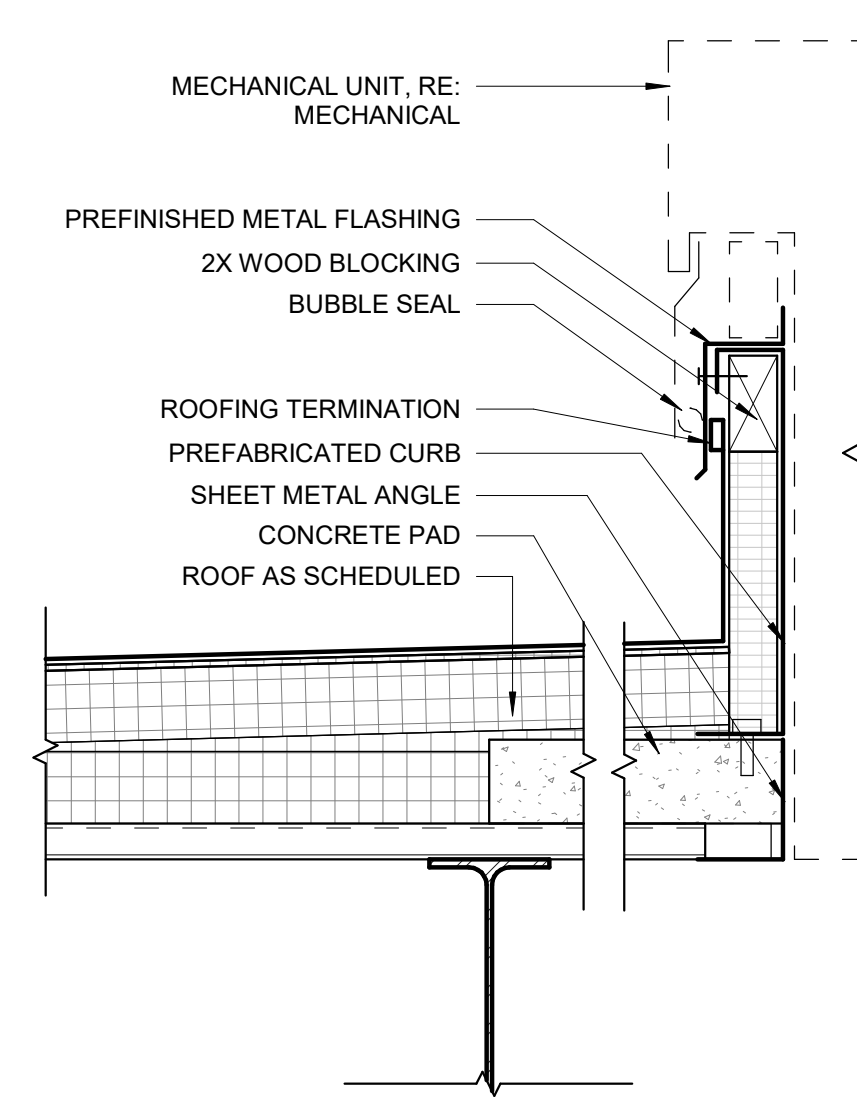 MECHANICAL UNIT, RE:
MECHANICAL
PREFINISHED METAL FLASHING
2X WOOD BLOCKING
BUBBLE SEAL
ROOFING TERMINATION
PREFABRICATED CURB
SHEET METAL ANGLE
CONCRETE PAD
ROOF AS SCHEDULED